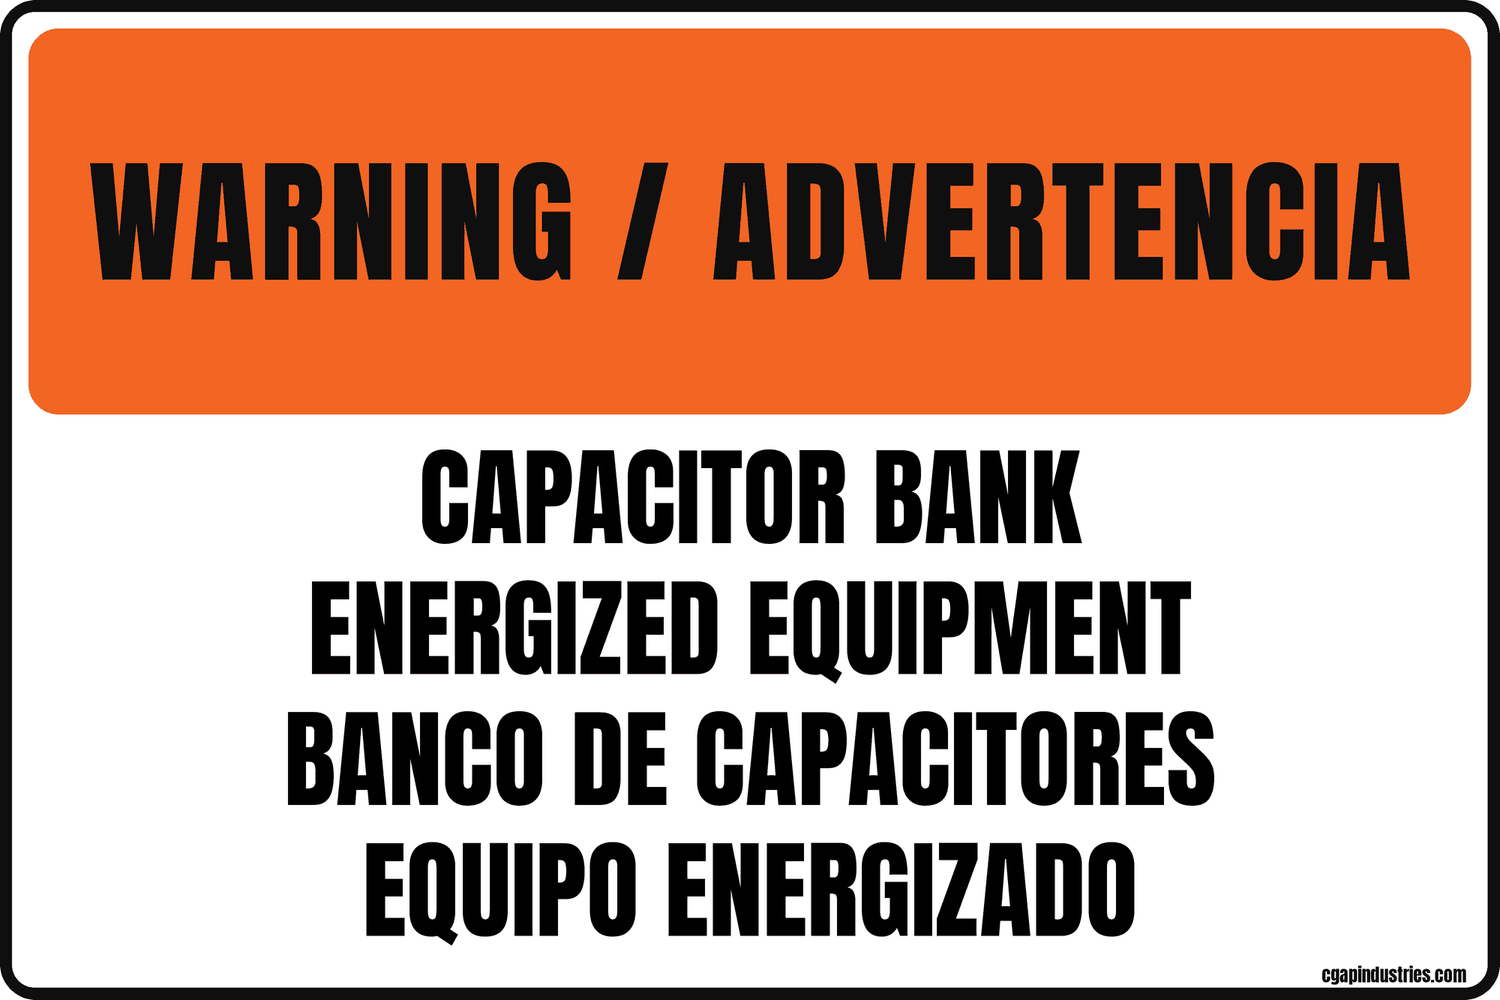 WARNING / ADVERTENCIA
CAPACITOR BANK
ENERGIZED EQUIPMENT
BANCO DE CAPACITORES
EQUIPO ENERGIZADO
cgapindustries.com